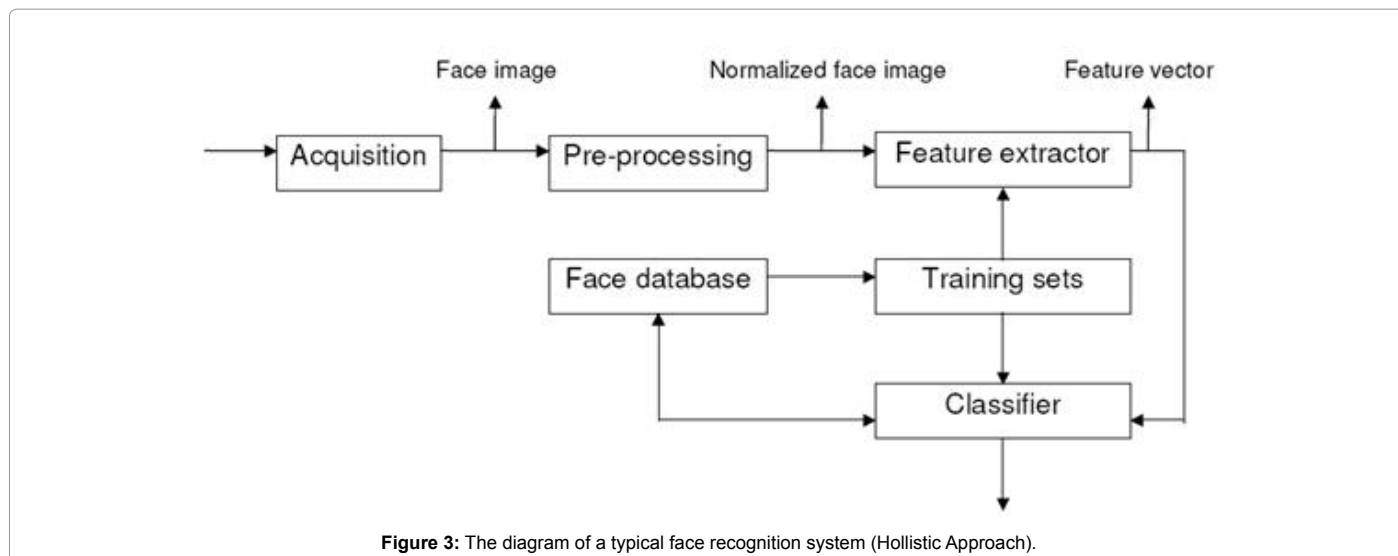 Face image
Normalized face image
Feature vector
Acquisition
Pre-processing
Feature extractor
Face database
Training sets
Classifier
Figure 3: The diagram of a typical face recognition system (Hollistic Approach).